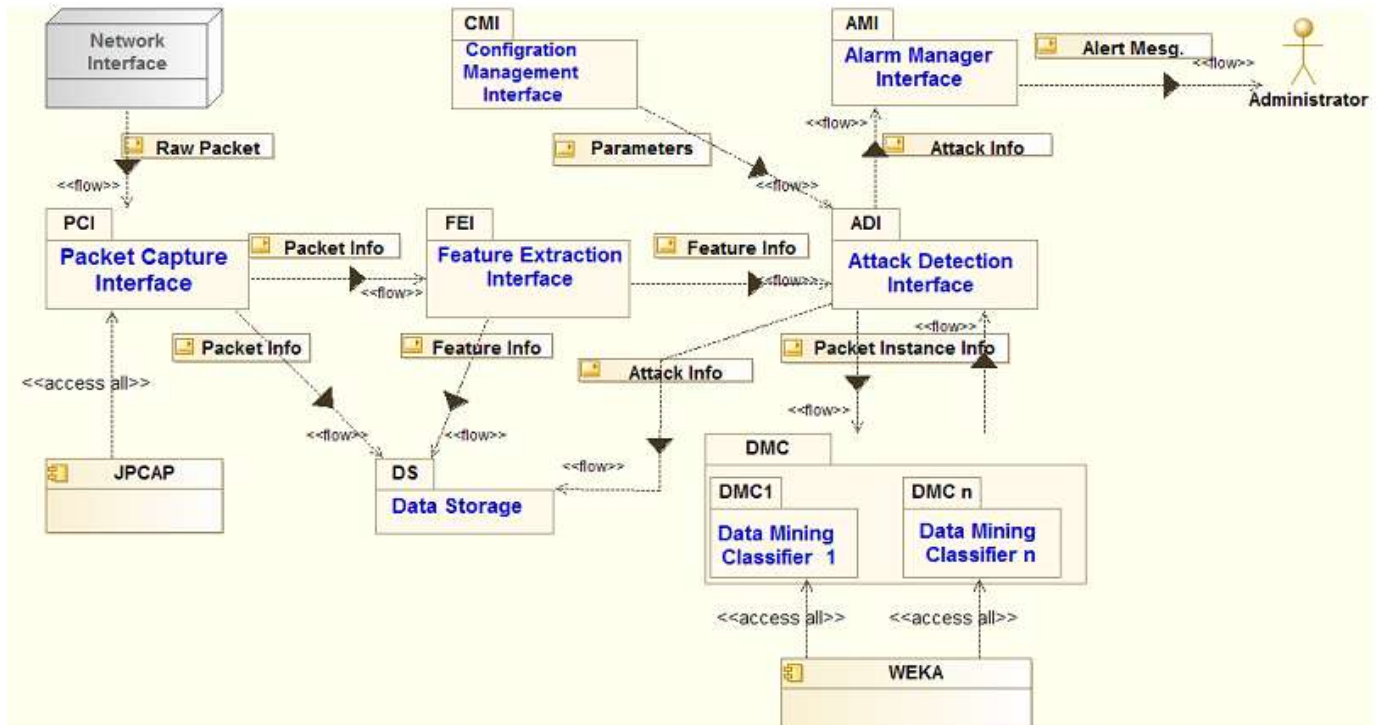 Network
Interface
CMI
Configration
Management
Interface
AMI
Alarm Manager
Interface
Alert Mesg.
<<flow>>
Administrator
Raw Packet
<<flow>>
Parameters
<<flow>>
<<flow>>
Attack Info
PCI
Packet Capture
Interface
Packet Info
<<flow>>
FEI
Feature Extraction
Interface
Feature Info
<<flow>>
ADI
Attack Detection
Interface
Packet Info
Feature Info
Attack Info
Packet Instance Info
<<flow>>
<<access all>>
<<flow>>
<<flow>>
<<flow>>
<<flow>>
JPCAP
DS
Data Storage
DMC
DMC1
Data Mining
Classifier 1
DMC n
Data Mining
Classifier n
<<access all>>
<<access all>>
WEKA